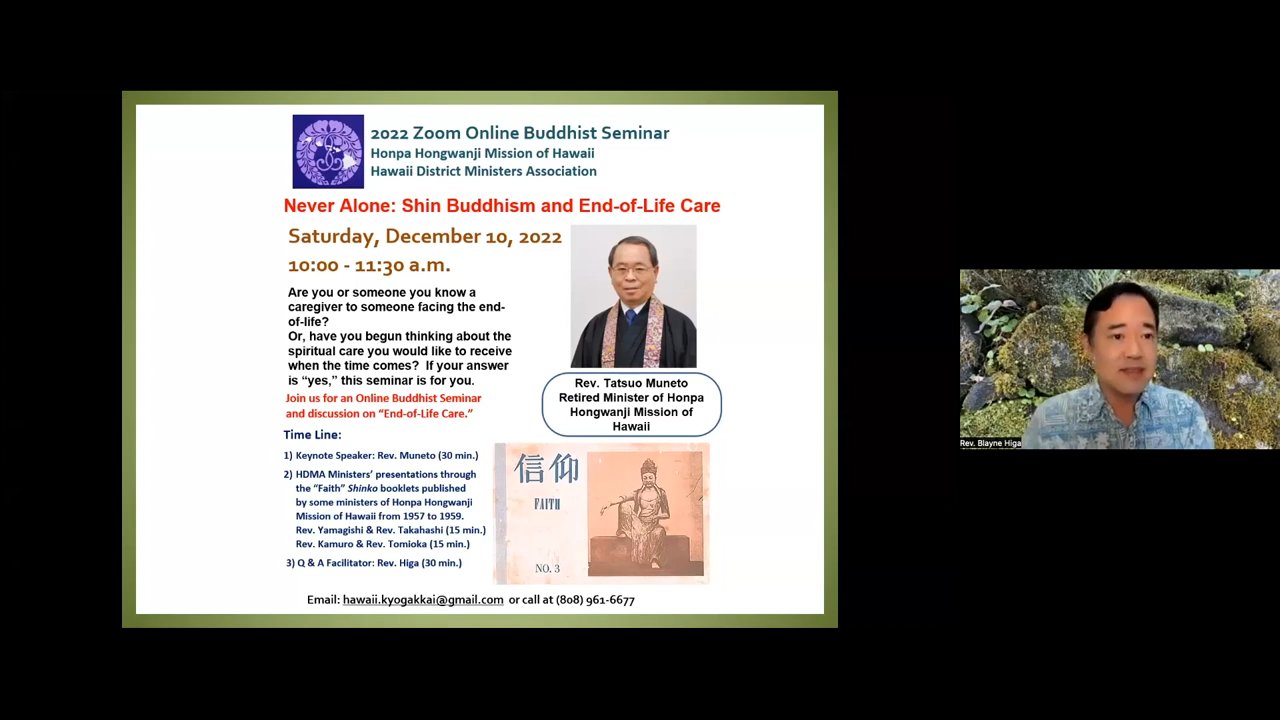 2022 Zoom Online Buddhist Seminar
Honpa Hongwanji Mission of Hawaii
Hawaii District Ministers Association
Never Alone: Shin Buddhism and End-of-Life Care
Saturday, December 10, 2022
10:00 - 11:30 a.m.
Are you or someone you know a
caregiver to someone facing the end-
of-life?
Or, have you begun thinking about the
spiritual care you would like to receive
when the time comes?  If your answer
is “yes,” this seminar is for you.
Join us for an Online Buddhist Seminar
and discussion on “End-of-Life Care.”
Rev. Tatsuo Muneto
Retired Minister of Honpa
Hongwanji Mission of
Hawaii
Time Line:
1) Keynote Speaker: Rev. Muneto (30 min.)
2) HDMA Ministers’ presentations through
the “Faith” Shinko booklets published
by some ministers of Honpa Hongwanji
Mission of Hawaii from 1957 to 1959.
Rev. Yamagishi & Rev. Takahashi (15 min.)
Rev. Kamuro & Rev. Tomioka (15 min.)
3) Q & A Facilitator: Rev. Higa (30 min.)
信仰
FAITH
NO. 3
Email: hawaii.kyogakkai@gmail.com or call at (808) 961-6677
Rev. Blayne Higa